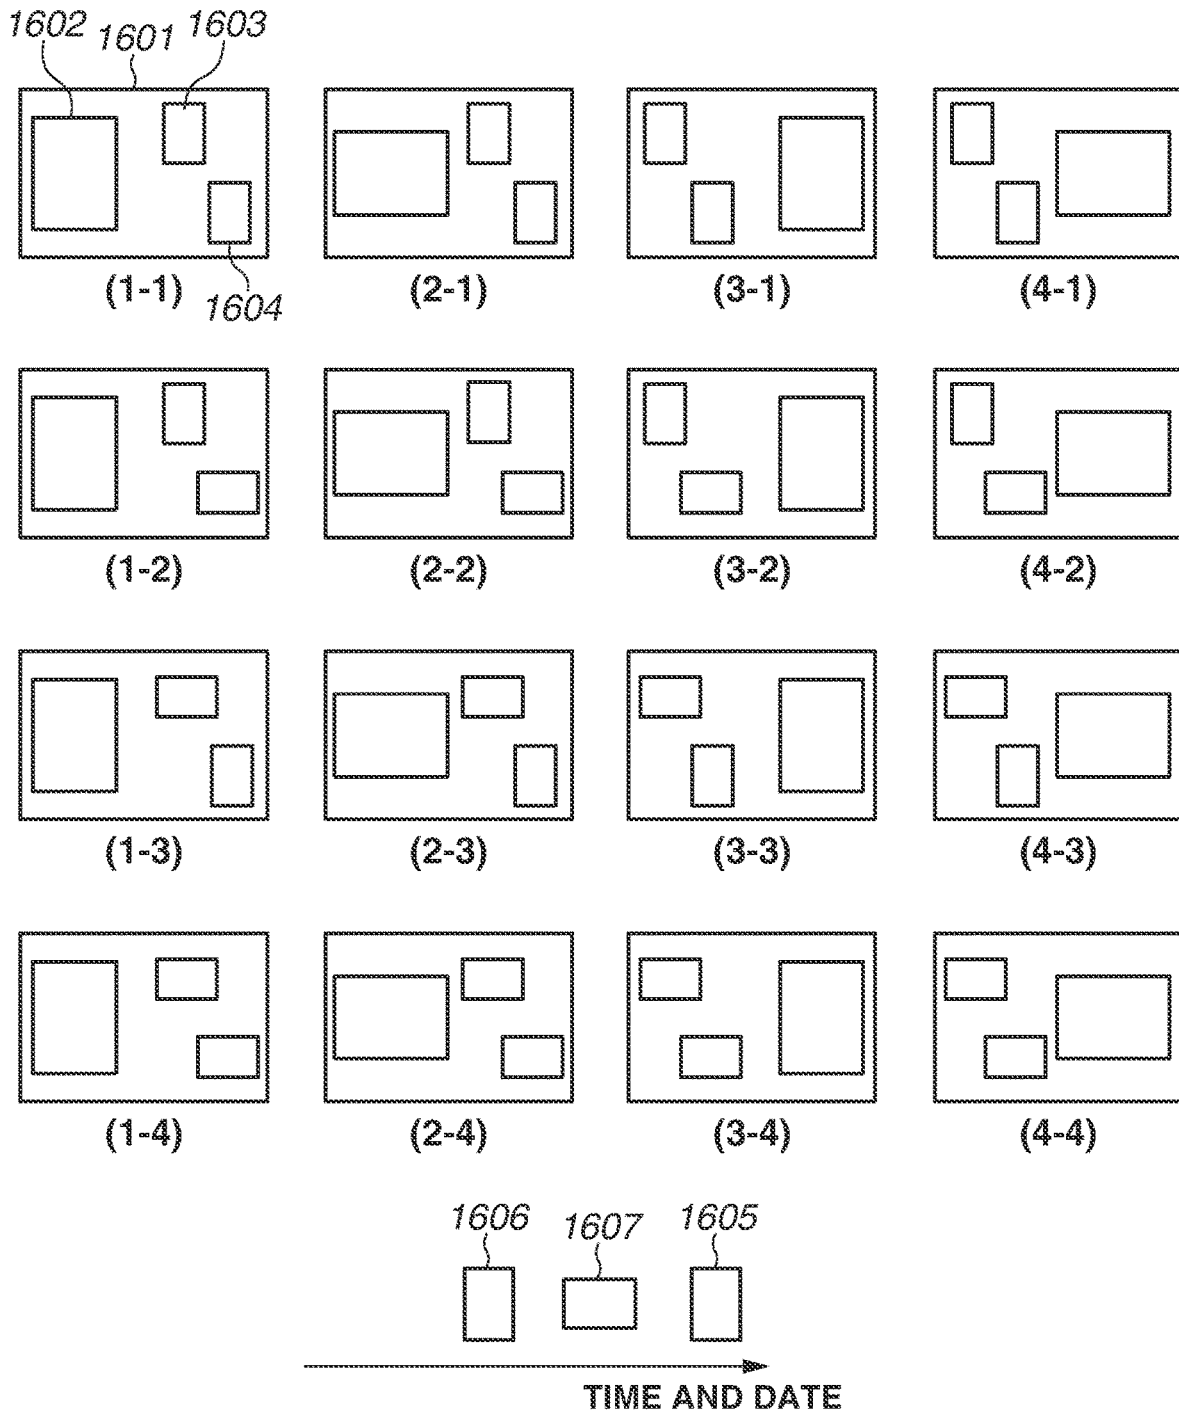 1602 1601 1603
(1-1) (2-1) (3-1) (4-1)
1604
(1-2) (2-2) (3-2) (4-2)
(1-3) (2-3) (3-3) (4-3)
(1-4) (2-4) (3-4) (4-4)
1606 1607 1605
TIME AND DATE